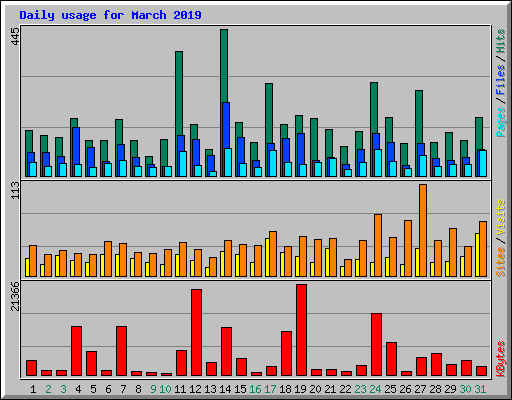 Daily usage for March 2019
445
113
21366
Pages / Files / Hits
Sites / Visits
KBytes
1 2 3 4 5 6 7 8 9 10 11 12 13 14 15 16 17 18 19 20 21 22 23 24 25 26 27 28 29 30 31